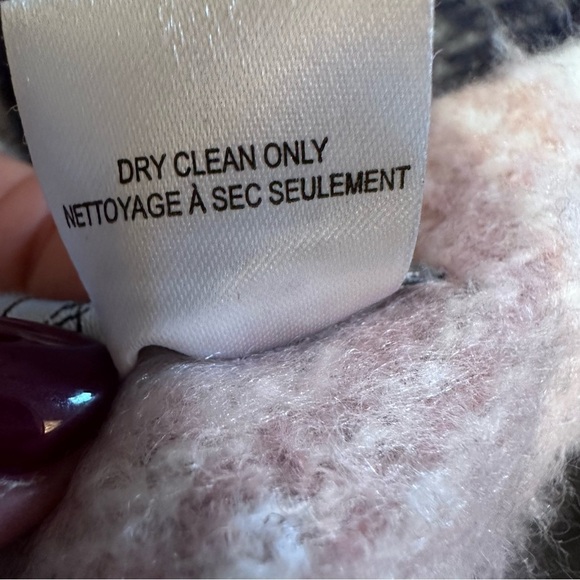 DRY CLEAN ONLY
NETTOYAGE À SEC SEULEMENT